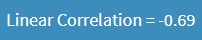 Linear Correlation = -0.69